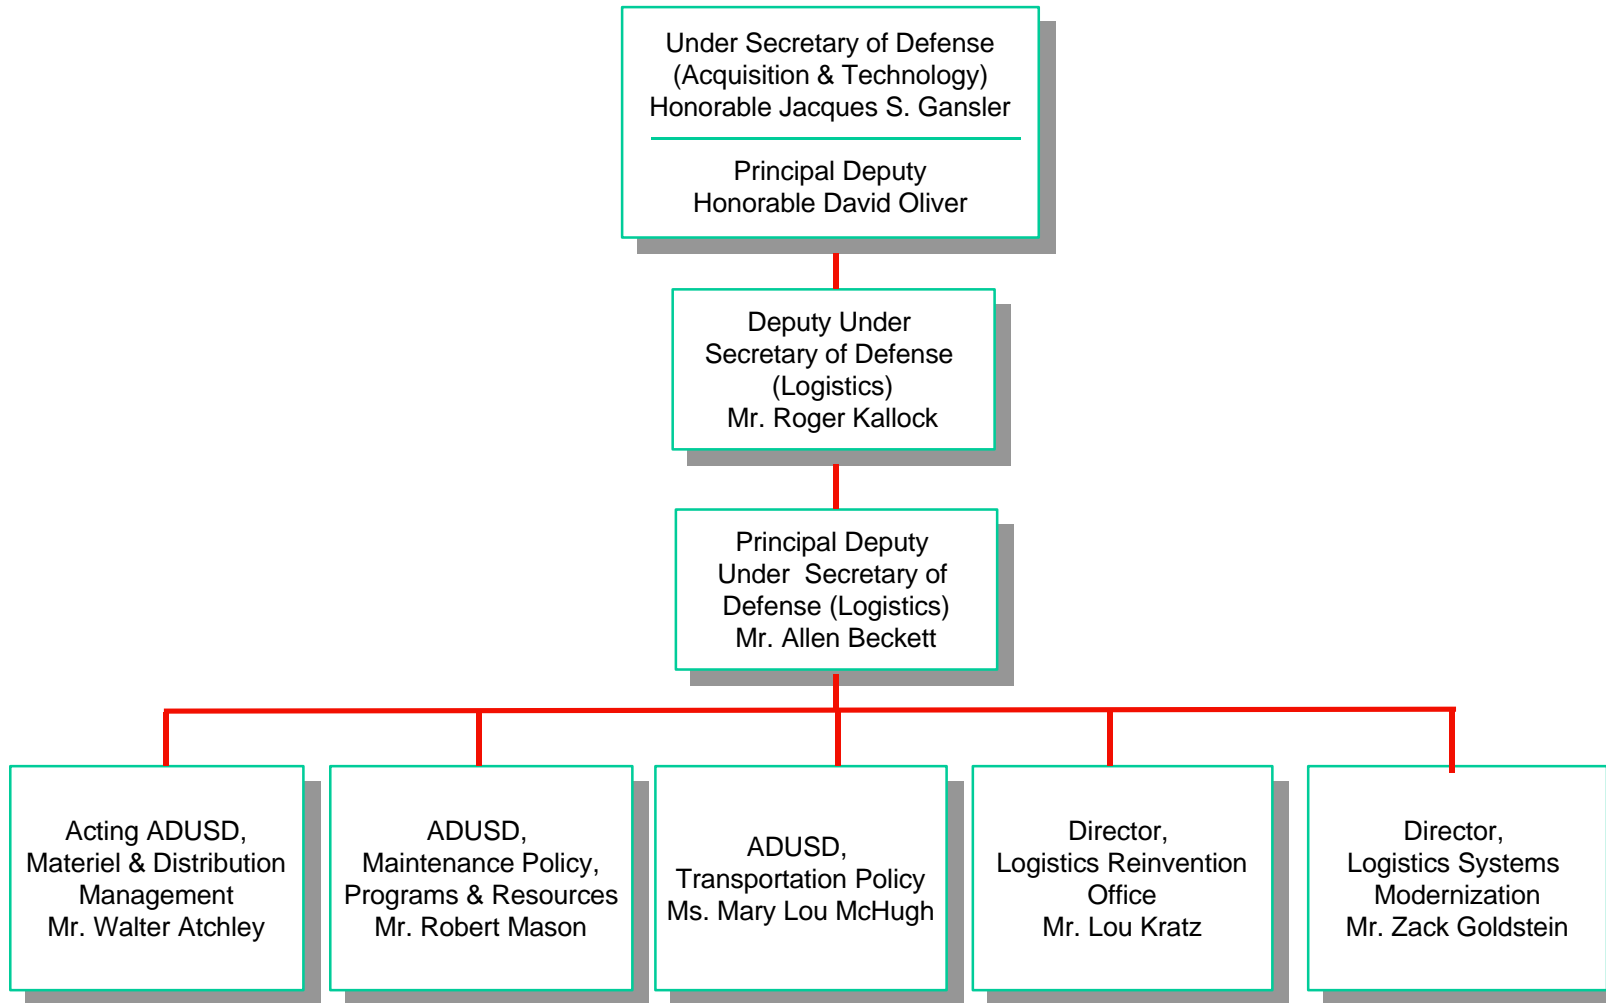 Under Secretary of Defense
(Acquisition & Technology)
Honorable Jacques S. Gansler
Principal Deputy
Honorable David Oliver
Deputy Under
Secretary of Defense
(Logistics)
Mr. Roger Kallock
Principal Deputy
Under Secretary of
Defense (Logistics)
Mr. Allen Beckett
Acting ADUSD,
Materiel & Distribution
Management
Mr. Walter Atchley
ADUSD,
Maintenance Policy,
Programs & Resources
Mr. Robert Mason
ADUSD,
Transportation Policy
Ms. Mary Lou McHugh
Director,
Logistics Reinvention
Office
Mr. Lou Kratz
Director,
Logistics Systems
Modernization
Mr. Zack Goldstein